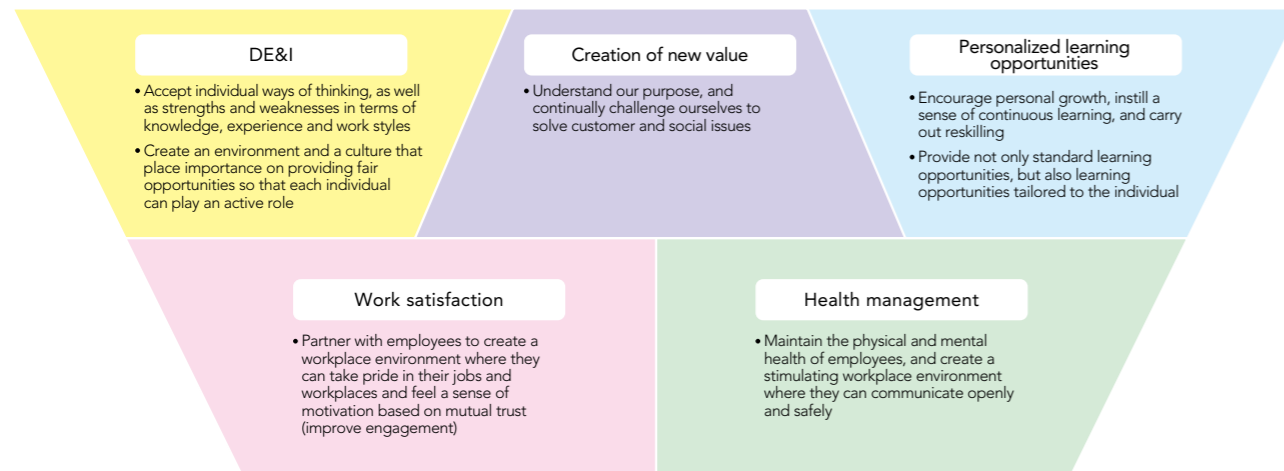 DE&I
• Accept individual ways of thinking, as well
as strengths and weaknesses in terms of
knowledge, experience and work styles
• Create an environment and a culture that
place importance on providing fair
opportunities so that each individual
can play an active role
Creation of new value
• Understand our purpose, and
continually challenge ourselves to
solve customer and social issues
Personalized learning
opportunities
• Encourage personal growth, instill a
sense of continuous learning, and carry
out reskilling
• Provide not only standard learning
opportunities, but also learning
opportunities tailored to the individual
Work satisfaction
• Partner with employees to create a
workplace environment where they
can take pride in their jobs and
workplaces and feel a sense of
motivation based on mutual trust
(improve engagement)
Health management
• Maintain the physical and mental
health of employees, and create a
stimulating workplace environment
where they can communicate openly
and safely